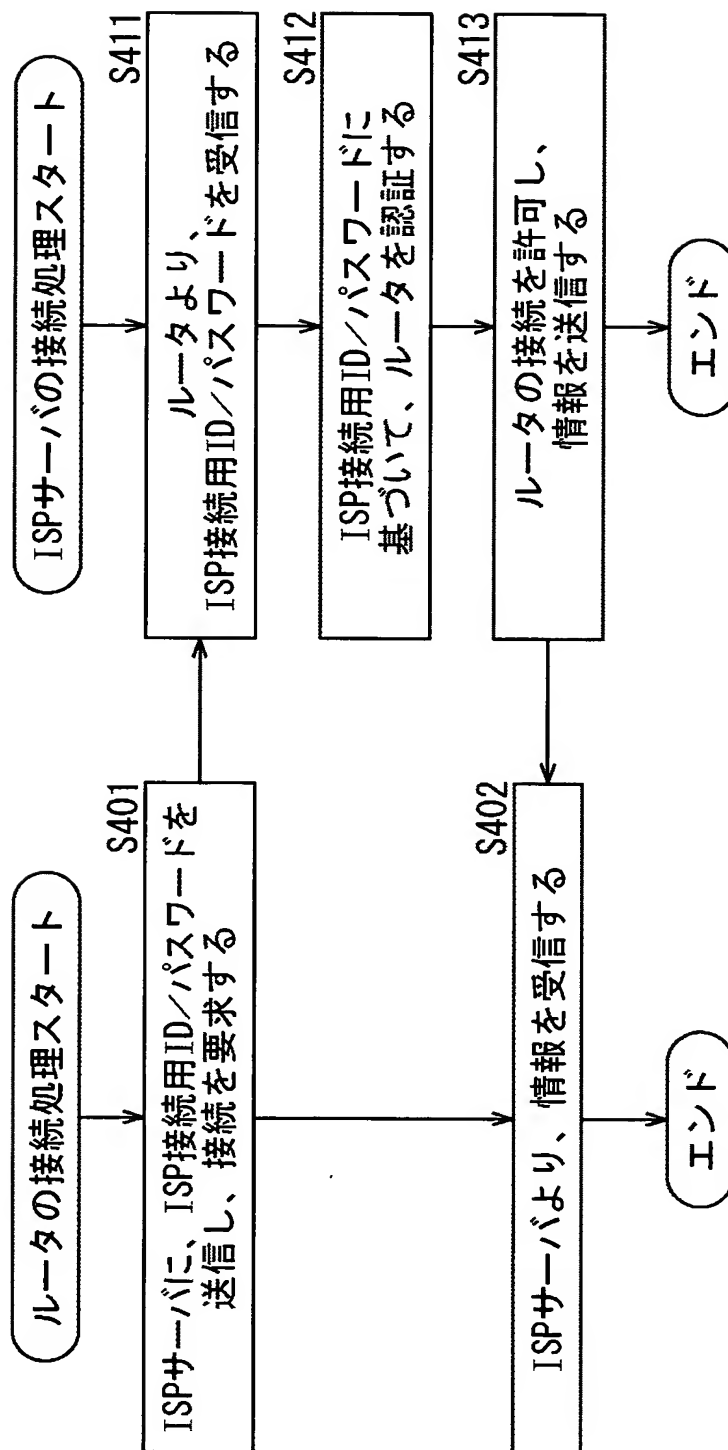 ルータの接続処理スタート
S401
ISPサーバに、ISP接続用ID/パスワードを
送信し、接続を要求する
S402
ISPサーバより、情報を受信する
エンド
ISPサーバの接続処理スタート
S411
ルータより、
ISP接続用ID/パスワードを受信する
S412
ISP接続用ID/パスワードに
基づいて、ルータを認証する
S413
ルータの接続を許可し、
情報を送信する
エンド